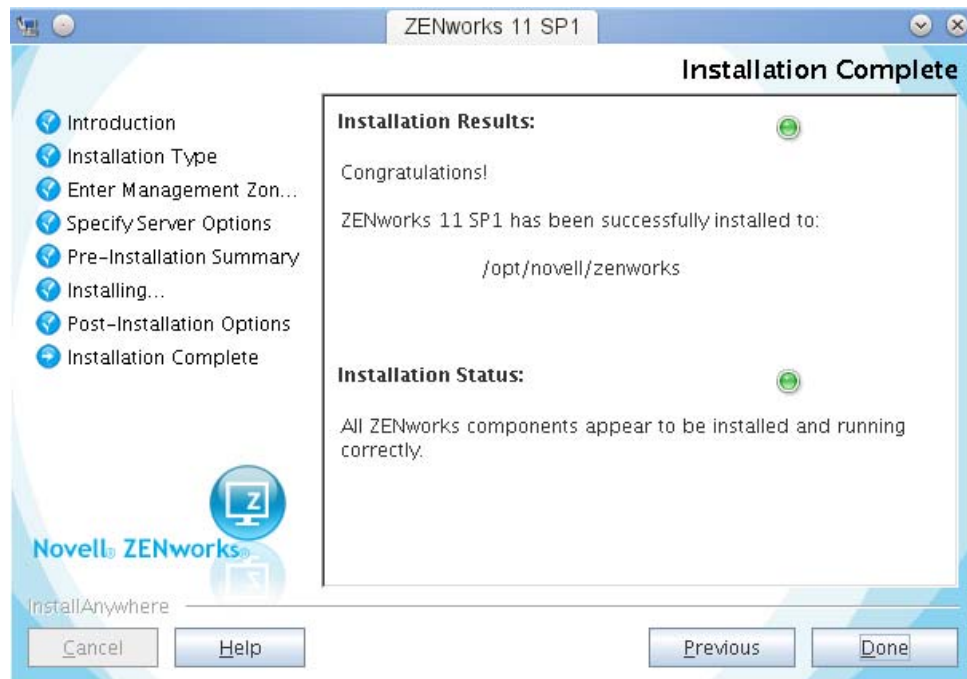 ZENworks 11 SP1
Installation Complete
Introduction
Installation Type
Enter Management Zon...
Specify Server Options
Pre-Installation Summary
Installing...
Post-Installation Options
Installation Complete
Installation Results:
Congratulations!
ZENworks 11 SP1 has been successfully installed to:
/opt/novell/zenworks
Installation Status:
All ZENworks components appear to be installed and running
correctly.
Z
Novell® ZENworks®
InstallAnywhere
Cancel
Help
Previous
Done